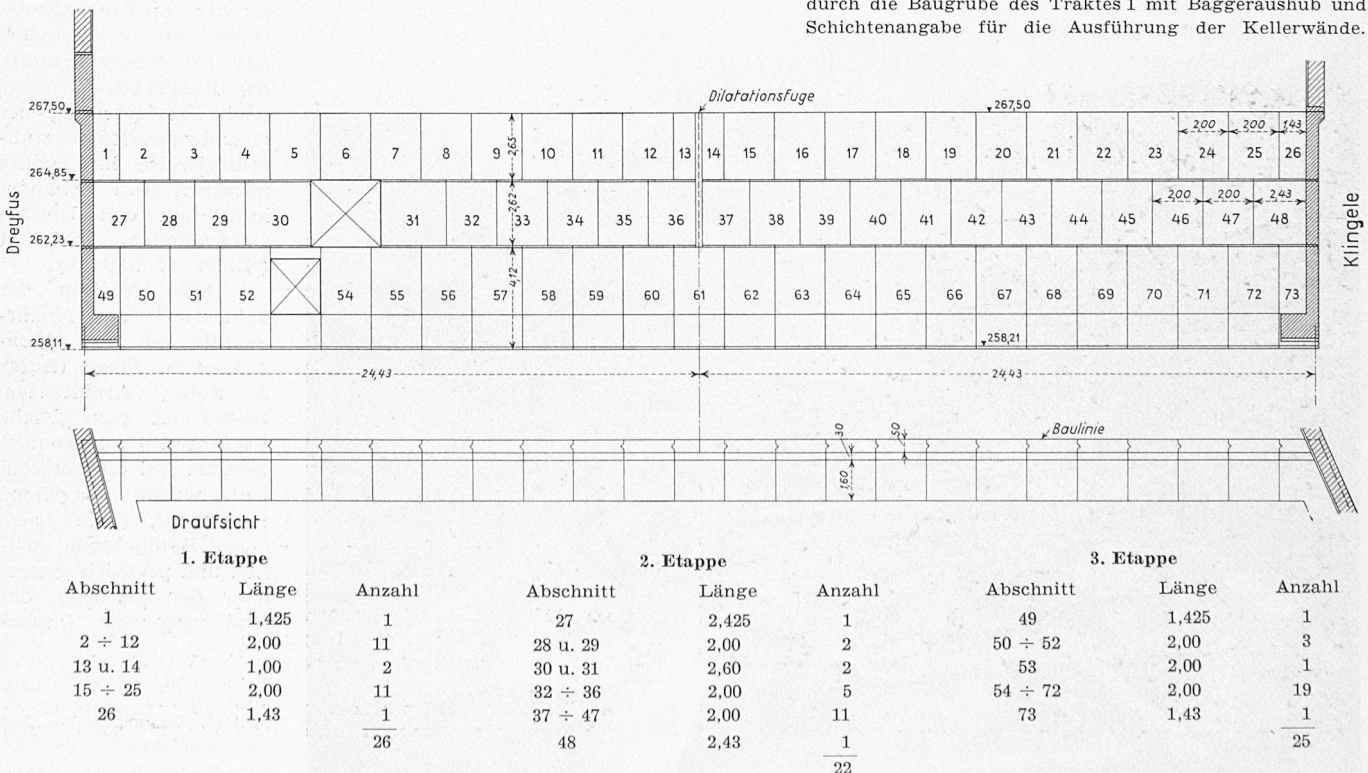 durch die Baugrube des Traktes 1 mit Baggeraushub und
Schichtenangabe für die Ausführung der Kellerwände.
Dilatationsfuge
267,50 267,50
200 200 1,43
1 2 3 4 5 6 7 8 9 2,65 10 11 12 13 14 15 16 17 18 19 20 21 22 23 24 25 26
264,85
Dreyfus
200 200 2,43
27 28 29 30 31 32 33 2,62 34 35 36 37 38 39 40 41 42 43 44 45 46 47 48
Klingele
262,23
49 50 51 52 54 55 56 57 4,12 58 59 60 61 62 63 64 65 66 67 68 69 70 71 72 73
258,11 258,21
24,43 24,43
30 50 Baulinie
1,60
Draufsicht
1. Etappe 2. Etappe 3. Etappe
Abschnitt Länge Anzahl Abschnitt Länge Anzahl Abschnitt Länge Anzahl
1 1,425 1 27 2,425 1 49 1,425 1
2 ÷ 12 2,00 11 28 u. 29 2,00 2 50 ÷ 52 2,00 3
13 u. 14 1,00 2 30 u. 31 2,60 2 53 2,00 1
15 ÷ 25 2,00 11 32 ÷ 36 2,00 5 54 ÷ 72 2,00 19
26 1,43 1 37 ÷ 47 2,00 11 73 1,43 1
26 48 2,43 1 25
22